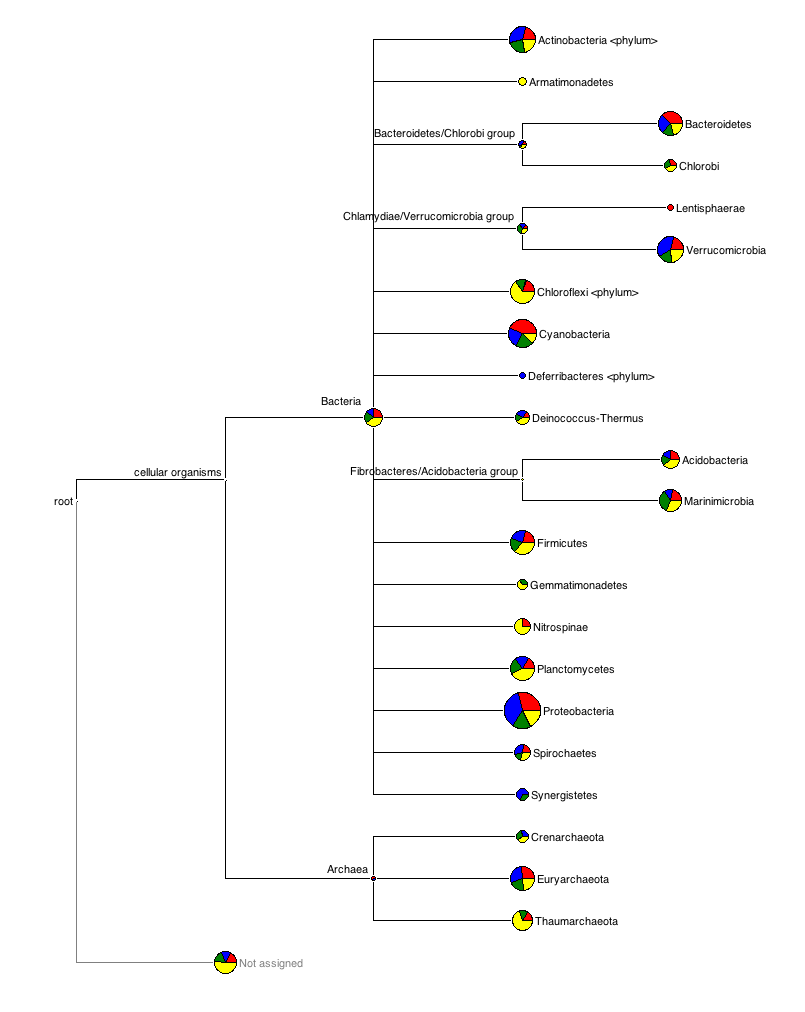 Actinobacteria <phylum>
Armatimonadetes
Bacteroidetes/Chlorobi group
Bacteroidetes
Chlorobi
Chlamydiae/Verrucomicrobia group
Lentisphaerae
Verrucomicrobia
Chloroflexi <phylum>
Cyanobacteria
Deferribacteres <phylum>
Bacteria
Deinococcus-Thermus
cellular organisms
Fibrobacteres/Acidobacteria group
Acidobacteria
root
Marinimicrobia
Firmicutes
Gemmatimonadetes
Nitrospinae
Planctomycetes
Proteobacteria
Spirochaetes
Synergistetes
Crenarchaeota
Archaea
Euryarchaeota
Thaumarchaeota
Not assigned